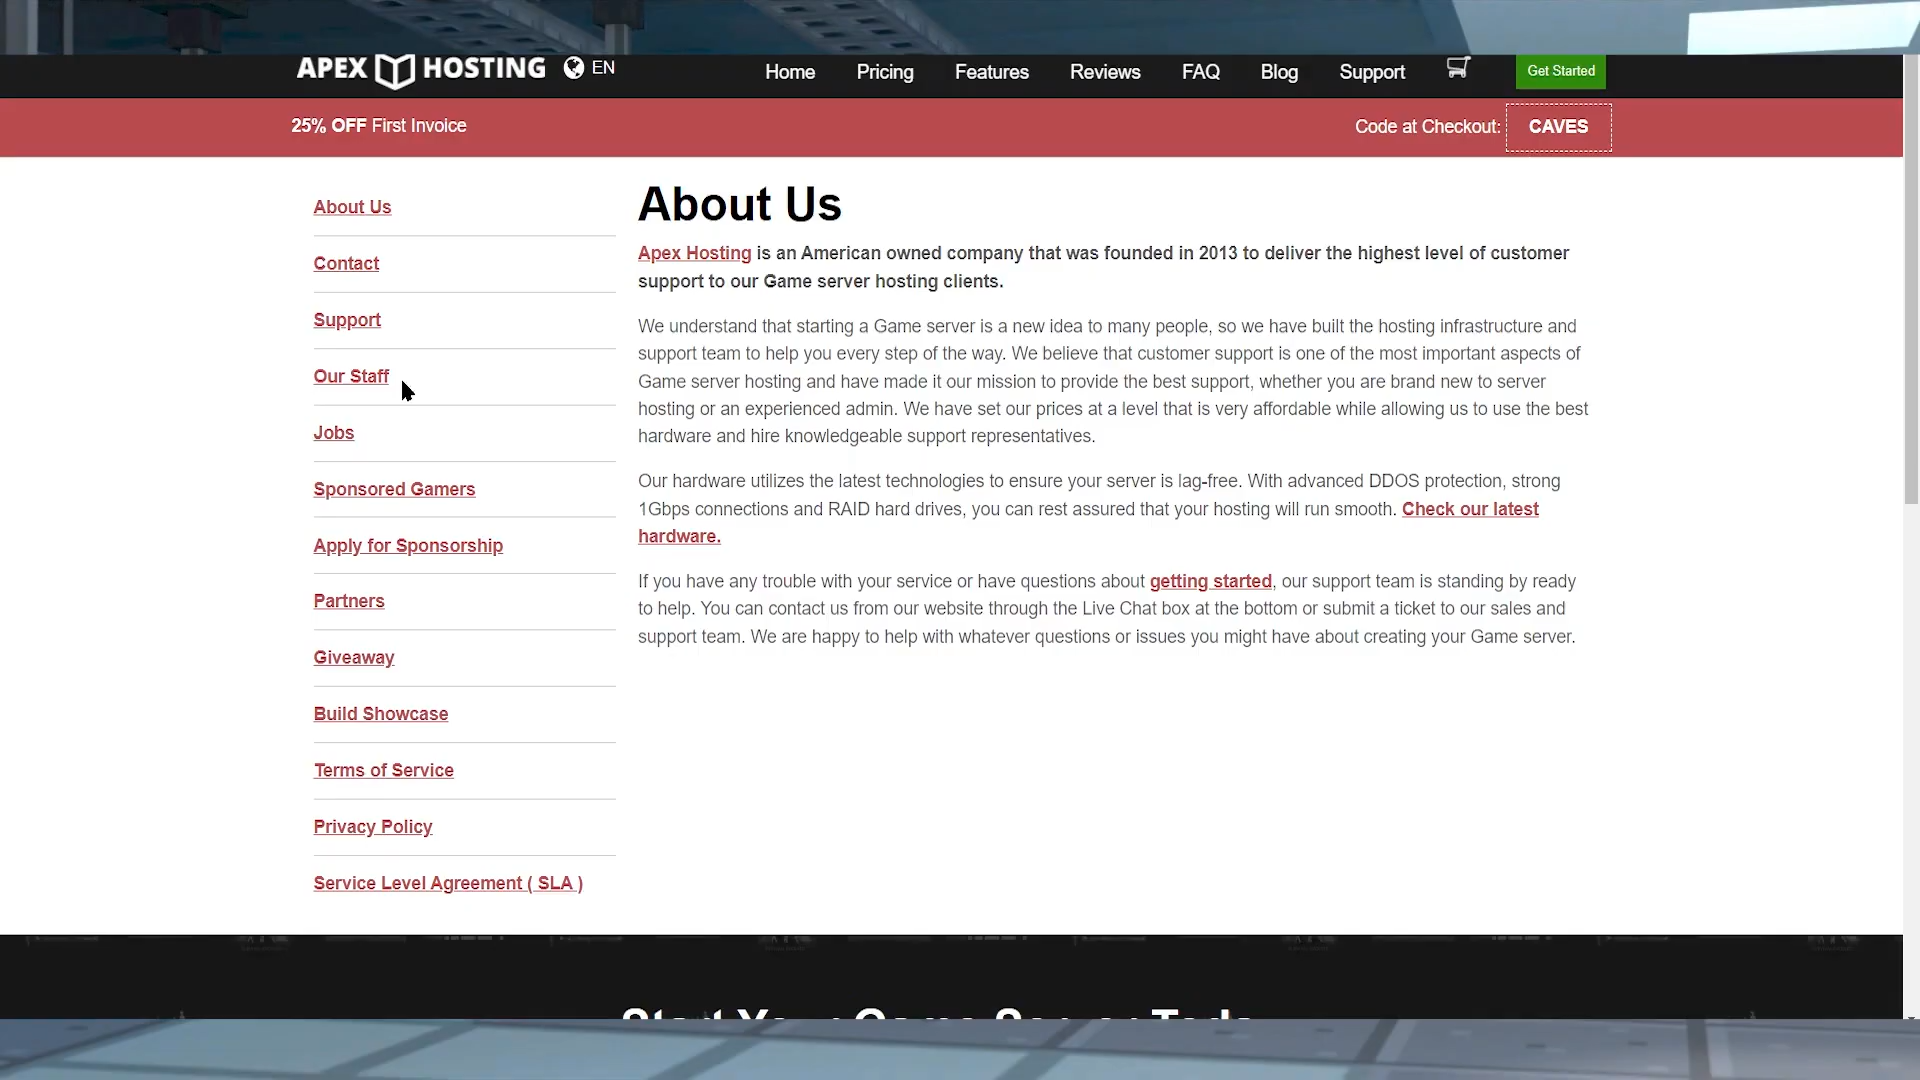 APEX HOSTING EN Home Pricing Features Reviews FAQ Blog Support Get Started
25% OFF First Invoice Code at Checkout: CAVES
About Us
Contact
Support
Our Staff
Jobs
Sponsored Gamers
Apply for Sponsorship
Partners
Giveaway
Build Showcase
Terms of Service
Privacy Policy
Service Level Agreement ( SLA )
About Us
Apex Hosting is an American owned company that was founded in 2013 to deliver the highest level of customer
support to our Game server hosting clients.
We understand that starting a Game server is a new idea to many people, so we have built the hosting infrastructure and
support team to help you every step of the way. We believe that customer support is one of the most important aspects of
Game server hosting and have made it our mission to provide the best support, whether you are brand new to server
hosting or an experienced admin. We have set our prices at a level that is very affordable while allowing us to use the best
hardware and hire knowledgeable support representatives.
Our hardware utilizes the latest technologies to ensure your server is lag-free. With advanced DDOS protection, strong
1Gbps connections and RAID hard drives, you can rest assured that your hosting will run smooth. Check our latest
hardware.
If you have any trouble with your service or have questions about getting started, our support team is standing by ready
to help. You can contact us from our website through the Live Chat box at the bottom or submit a ticket to our sales and
support team. We are happy to help with whatever questions or issues you might have about creating your Game server.
Start Your Game Server Today